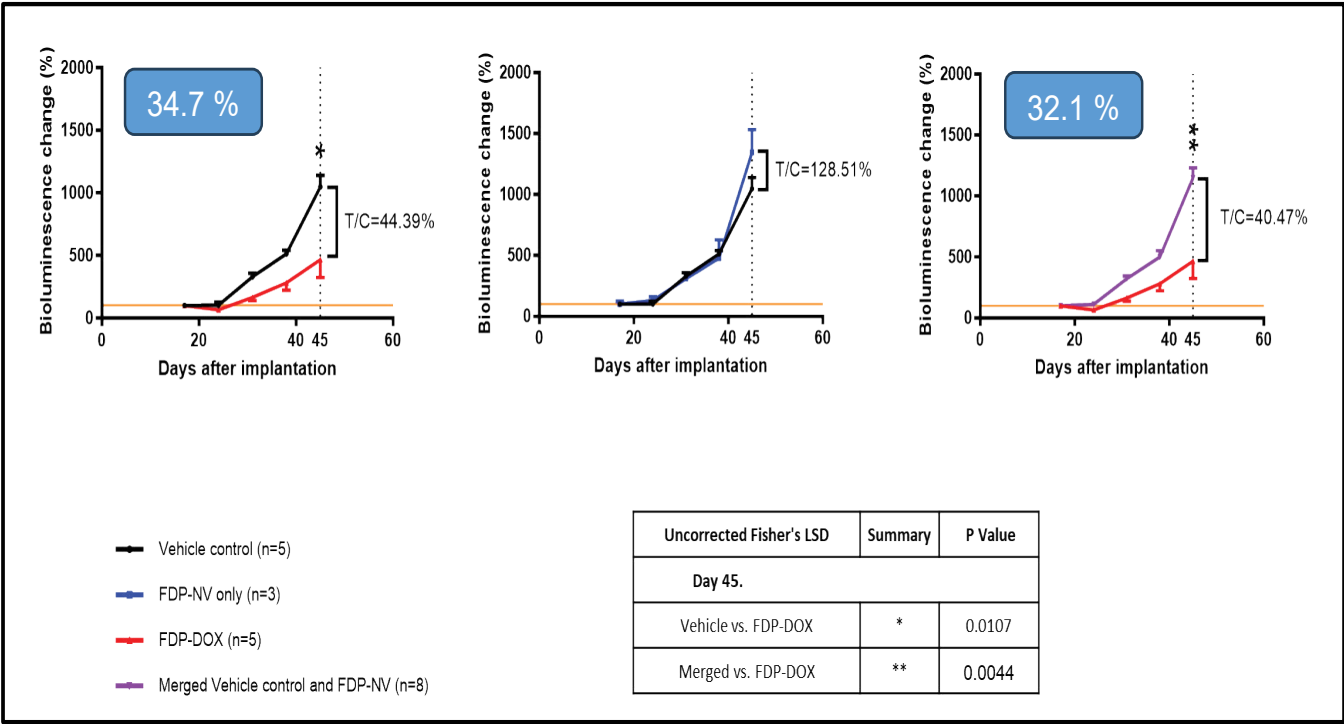 Bioluminescence change (%)
2000
1500
1000
500
0
34.7 %
*
T/C=44.39%
0
20
40
45
60
Days after implantation
Bioluminescence change (%)
2000
1500
1000
500
0
T/C=128.51%
0
20
40
45
60
Days after implantation
Bioluminescence change (%)
2000
1500
1000
500
0
32.1 %
**
T/C=40.47%
0
20
40
45
60
Days after implantation
Vehicle control (n=5)
FDP-NV only (n=3)
FDP-DOX (n=5)
Merged Vehicle control and FDP-NV (n=8)
Uncorrected Fisher's LSD Summary P Value
Day 45.
Vehicle vs. FDP-DOX * 0.0107
Merged vs. FDP-DOX ** 0.0044